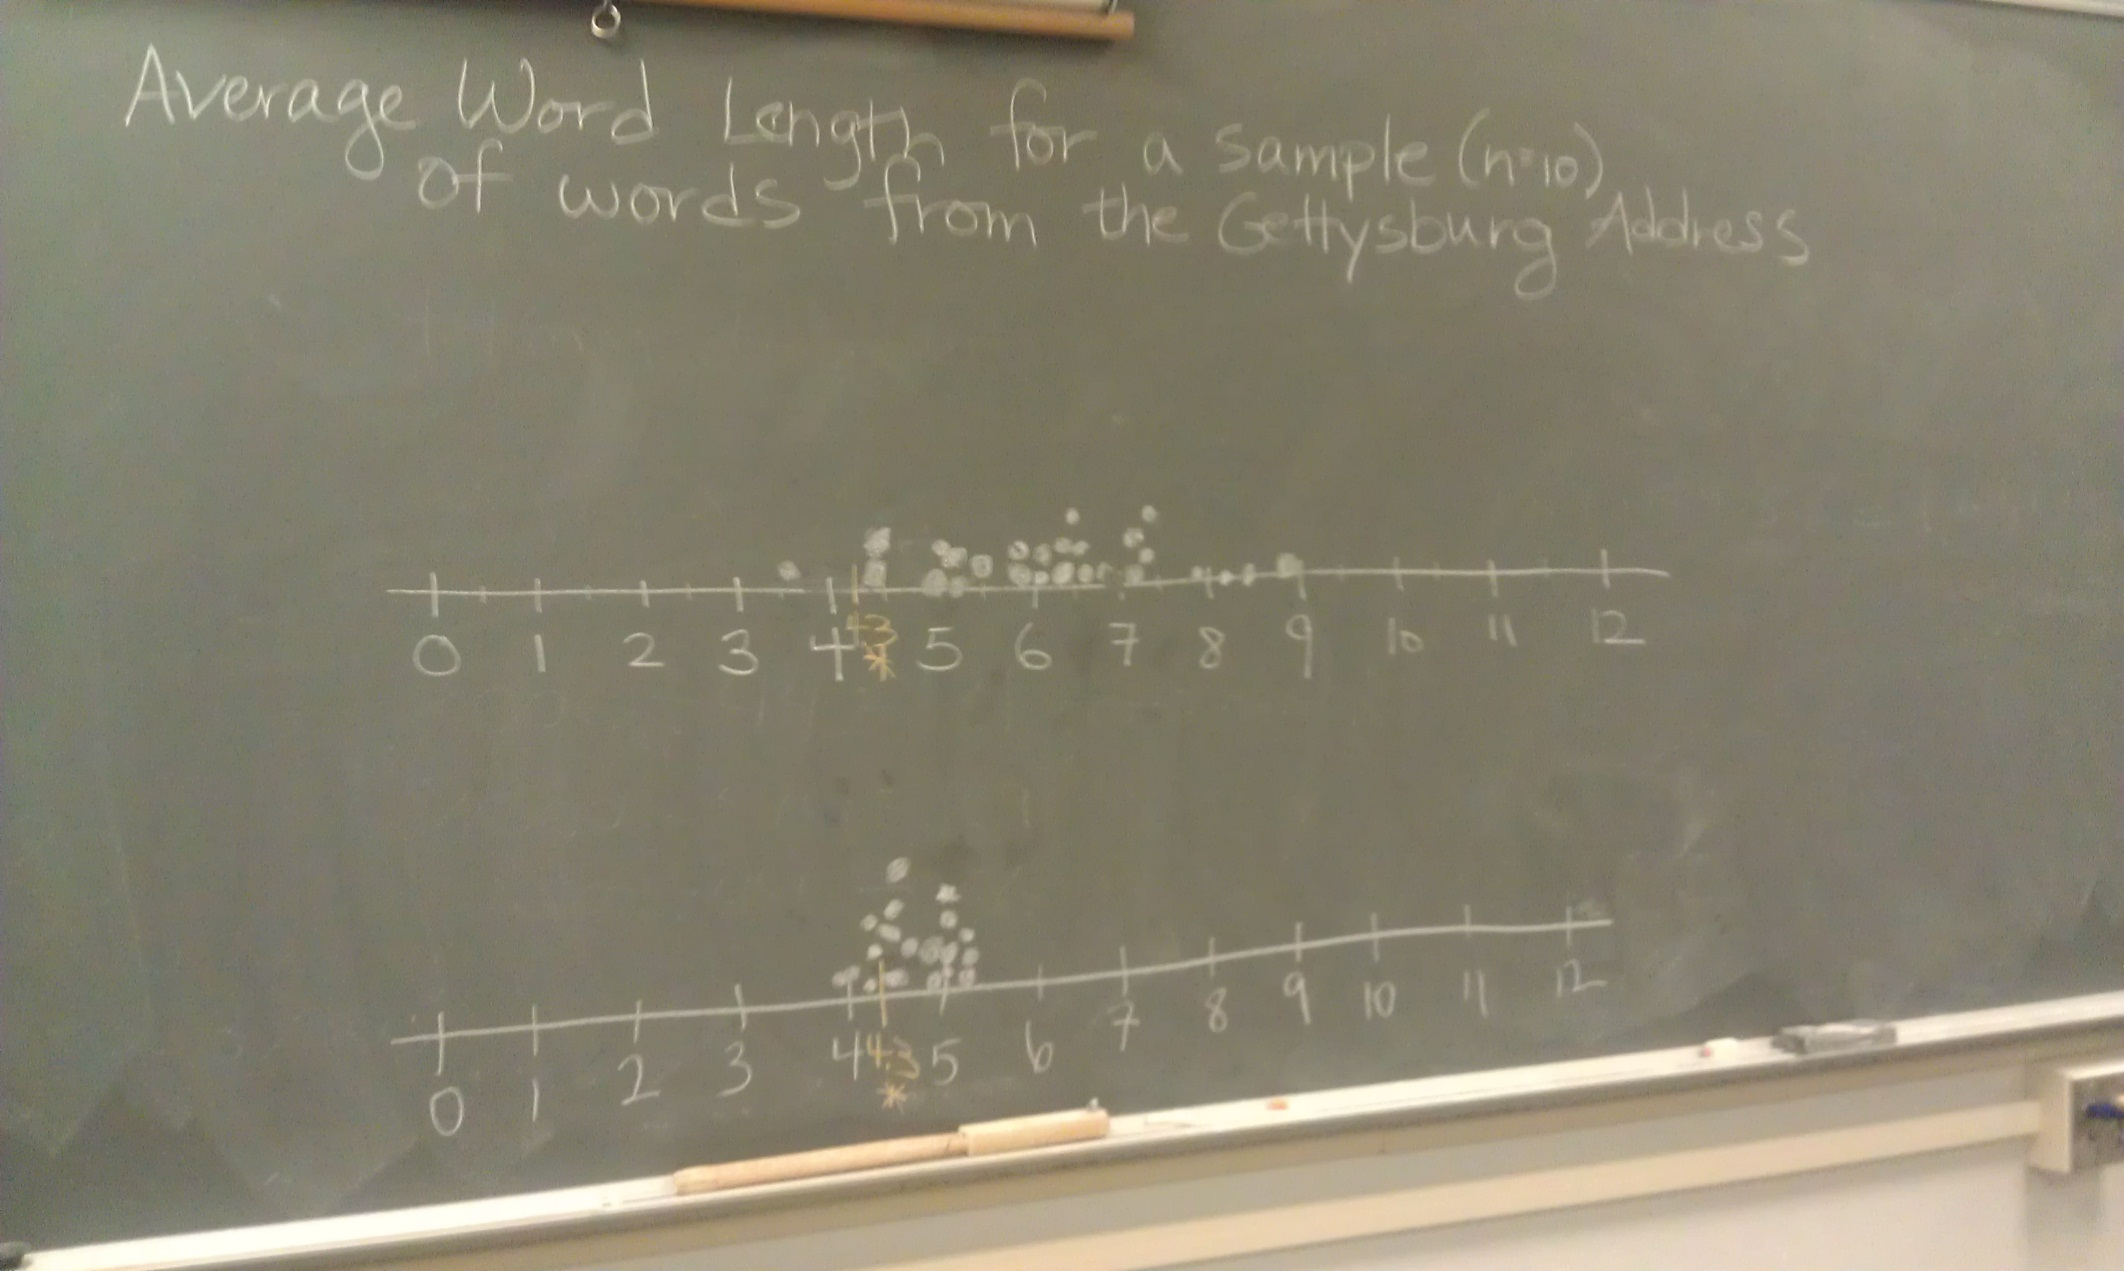 Average Word Length for a sample (n=10)
of words from the Gettysburg Address
0 1 2 3 4 4.3 5 6 7 8 9 10 11 12
*
0 1 2 3 4 4.3 5 6 7 8 9 10 11 12
*